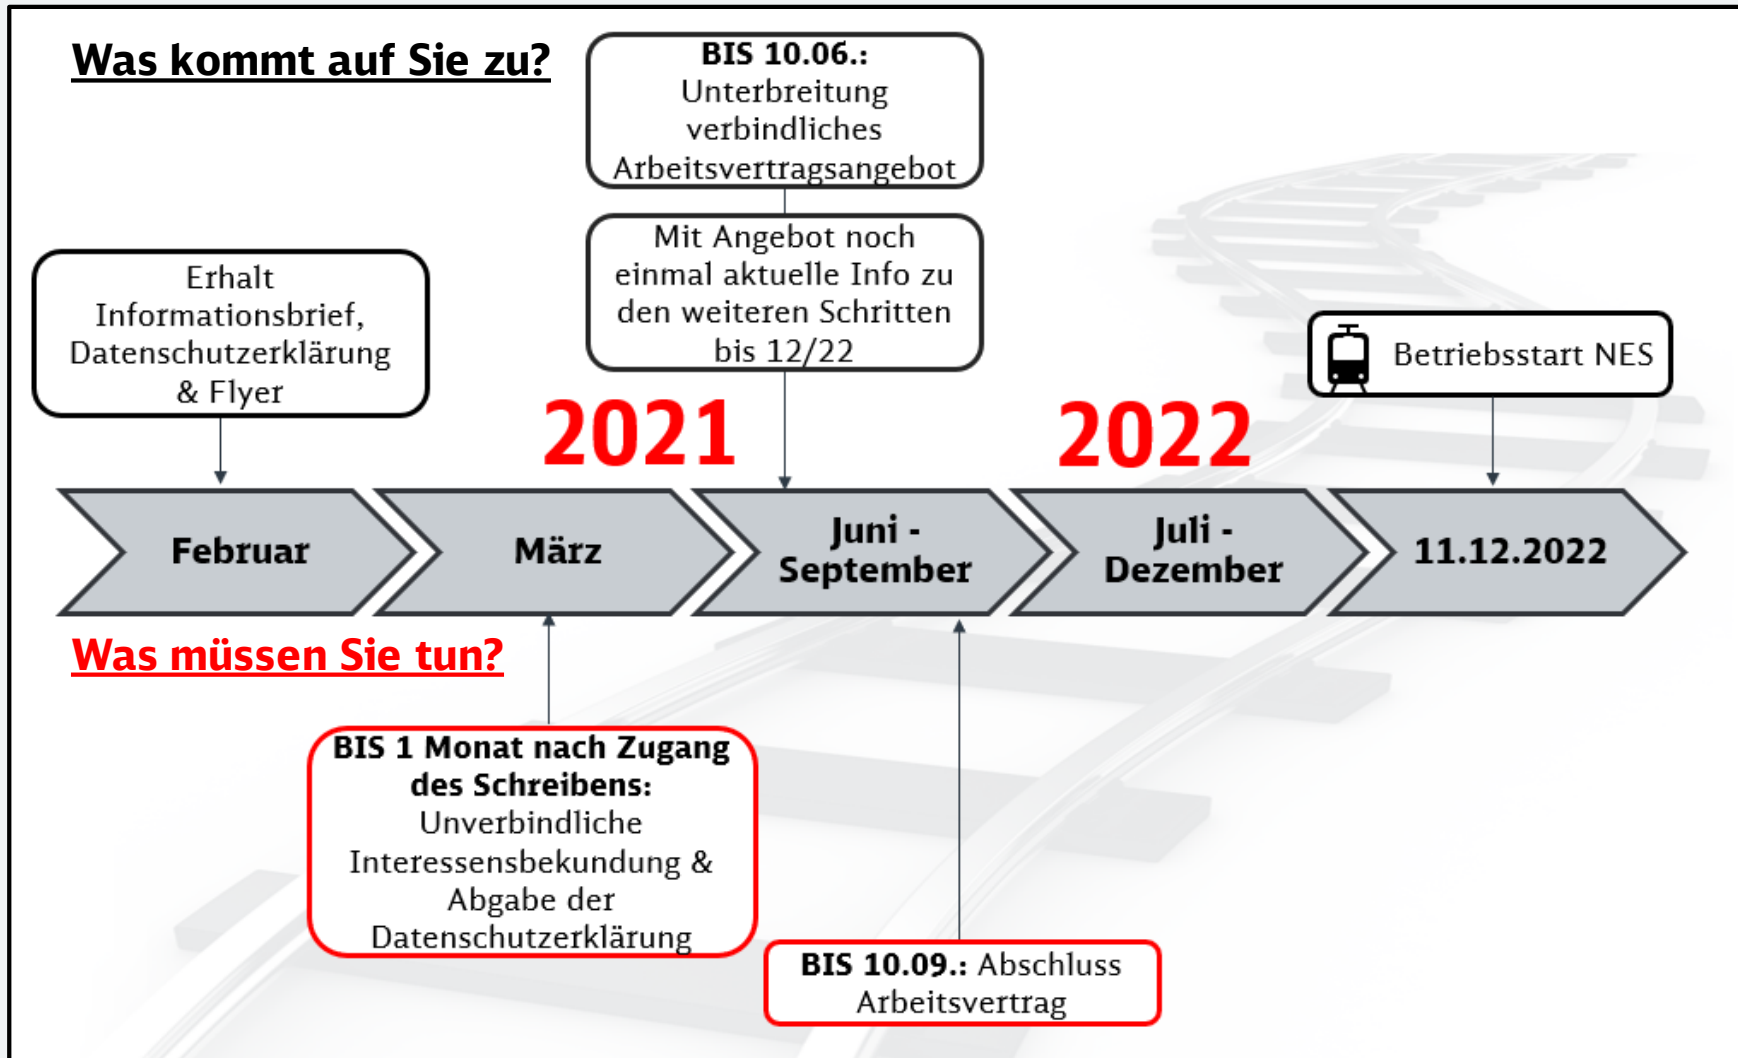 Was kommt auf Sie zu?
BIS 10.06.:
Unterbreitung
verbindliches
Arbeitsvertragsangebot
Mit Angebot noch
einmal aktuelle Info zu
den weiteren Schritten
bis 12/22
Erhalt
Informationsbrief,
Datenschutzerklärung
& Flyer
Betriebsstart NES
2021
2022
Februar
März
Juni -
September
Juli -
Dezember
11.12.2022
Was müssen Sie tun?
BIS 1 Monat nach Zugang
des Schreibens:
Unverbindliche
Interessensbekundung &
Abgabe der
Datenschutzerklärung
BIS 10.09.: Abschluss
Arbeitsvertrag